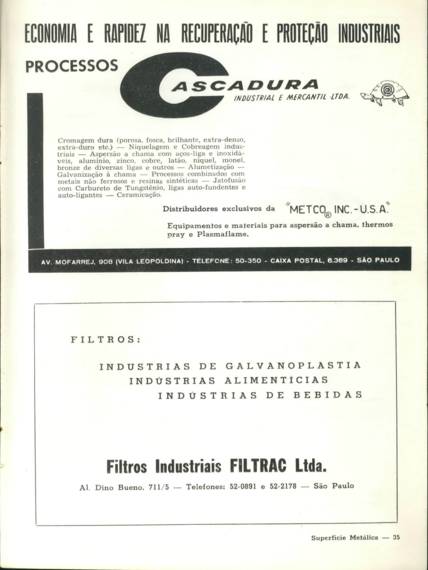 ECONOMIA E RAPIDEZ NA RECUPERAÇÃO E PROTEÇÃO INDUSTRIAIS
PROCESSOS
CASCADURA
INDUSTRIAL E MERCANTIL LTDA.
Cromagem dura (porosa, fosca, brilhante, extra-denso,
extra-duro etc.) — Niquelagem e Cobreagem indus-
triais — Aspersão a chama com aços-liga e inoxidá-
veis, alumínio, zinco, cobre, latão, níquel, monel,
bronze de diversas ligas e outros — Alumetização —
Galvanização à chama — Processos combinados com
metais não ferrosos e resinas sintéticas — Jatofusão
com Carbureto de Tungstênio, ligas auto-fundentes e
auto-ligantes — Ceramicação.
Distribuidores exclusivos da "METCO® INC.-U.S.A."
Equipamentos e materiais para aspersão a chama, thermos
pray e Plasmaflame.
AV. MOFARREJ, 908 (VILA LEOPOLDINA) - TELEFONE: 50-350 - CAIXA POSTAL, 6.369 - SÃO PAULO
FILTROS:
INDUSTRIAS DE GALVANOPLASTIA
INDÚSTRIAS ALIMENTICIAS
INDÚSTRIAS DE BEBIDAS
Filtros Industriais FILTRAC Ltda.
Al. Dino Bueno, 711/5 — Telefones: 52-0891 e 52-2178 — São Paulo
Superfície Metálica — 35